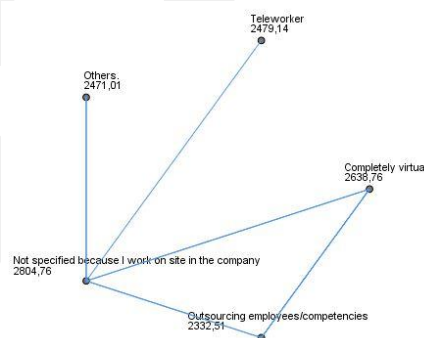 Teleworker
2479,14
Others.
2471,01
Completely virtua
2638,76
Not specified because I work on site in the company
2804,76
Outsourcing employees/competencies
2332,51